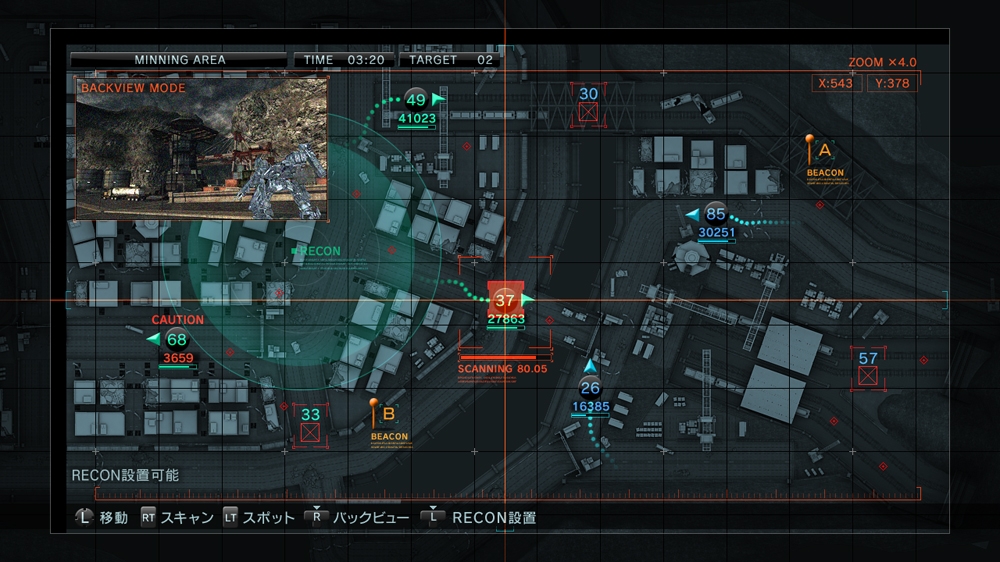 MINNING AREA
TIME 03:20
TARGET 02
ZOOM ×4.0
X:543 Y:378
BACKVIEW MODE
49
41023
30
A
BEACON
85
30251
RECON
37
27863
SCANNING 80.05
CAUTION
68
3659
57
26
16385
33
B
BEACON
RECON設置可能
L 移動 RT スキャン LT スポット R バックビュー L RECON設置